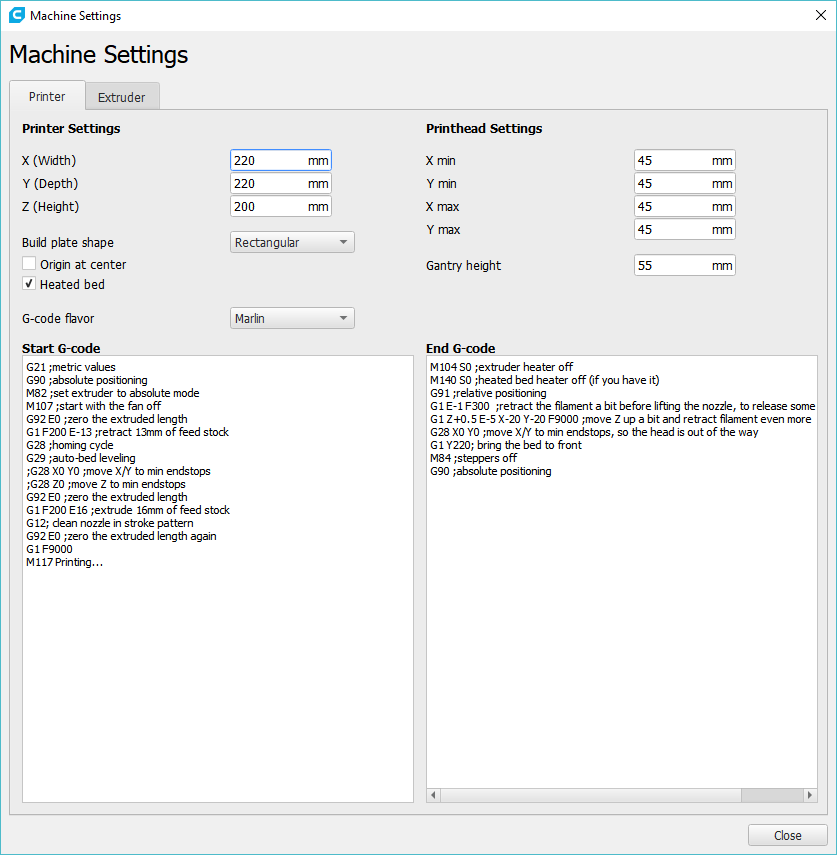 Machine Settings
Machine Settings
Printer
Extruder
Printer Settings
X (Width) 220 mm
Y (Depth) 220 mm
Z (Height) 200 mm
Build plate shape Rectangular
Origin at center
Heated bed
G-code flavor Marlin
Printhead Settings
X min 45 mm
Y min 45 mm
X max 45 mm
Y max 45 mm
Gantry height 55 mm
Start G-code
G21 ;metric values
G90 ;absolute positioning
M82 ;set extruder to absolute mode
M107 ;start with the fan off
G92 E0 ;zero the extruded length
G1 F200 E-13 ;retract 13mm of feed stock
G28 ;homing cycle
G29 ;auto-bed leveling
;G28 X0 Y0 ;move X/Y to min endstops
;G28 Z0 ;move Z to min endstops
G92 E0 ;zero the extruded length
G1 F200 E16 ;extrude 16mm of feed stock
G12; clean nozzle in stroke pattern
G92 E0 ;zero the extruded length again
G1 F9000
M117 Printing...
End G-code
M104 S0 ;extruder heater off
M140 S0 ;heated bed heater off (if you have it)
G91 ;relative positioning
G1 E-1 F300  ;retract the filament a bit before lifting the nozzle, to release some
G1 Z+0.5 E-5 X-20 Y-20 F9000 ;move Z up a bit and retract filament even more
G28 X0 Y0 ;move X/Y to min endstops, so the head is out of the way
G1 Y220; bring the bed to front
M84 ;steppers off
G90 ;absolute positioning
Close